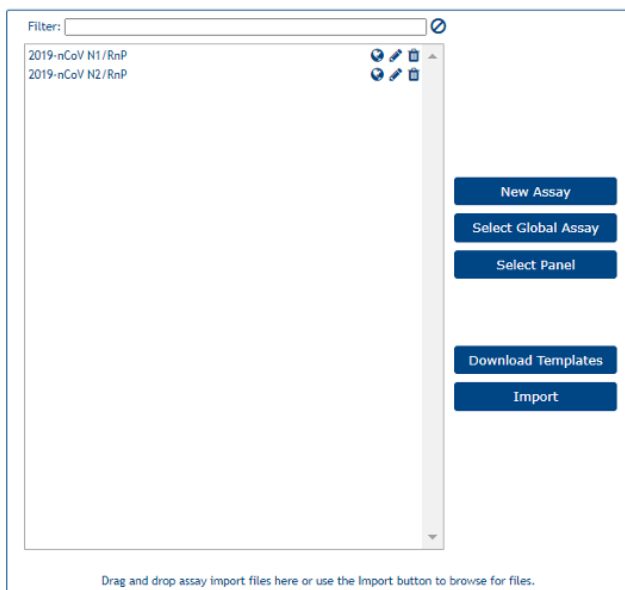 Filter:
2019-nCoV N1/RnP
2019-nCoV N2/RnP
New Assay
Select Global Assay
Select Panel
Download Templates
Import
Drag and drop assay import files here or use the Import button to browse for files.